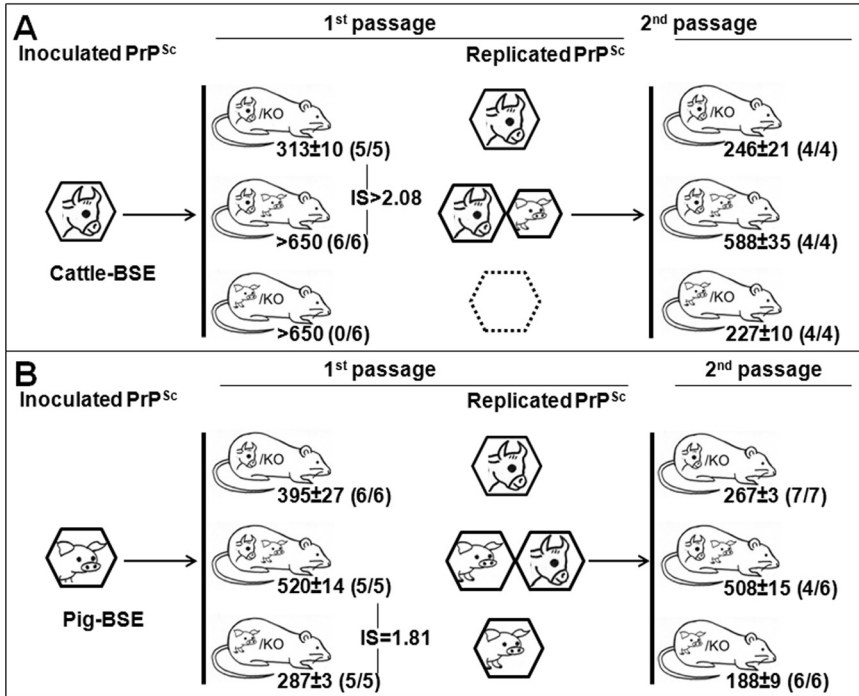 A
1st passage
2nd passage
Inoculated PrPSc
Replicated PrPSc
/KO
313±10 (5/5)
/KO
246±21 (4/4)
IS>2.08
>650 (6/6)
588±35 (4/4)
Cattle-BSE
/KO
>650 (0/6)
/KO
227±10 (4/4)
B
1st passage
2nd passage
Inoculated PrPSc
Replicated PrPSc
/KO
395±27 (6/6)
/KO
267±3 (7/7)
520±14 (5/5)
508±15 (4/6)
Pig-BSE
IS=1.81
/KO
287±3 (5/5)
/KO
188±9 (6/6)